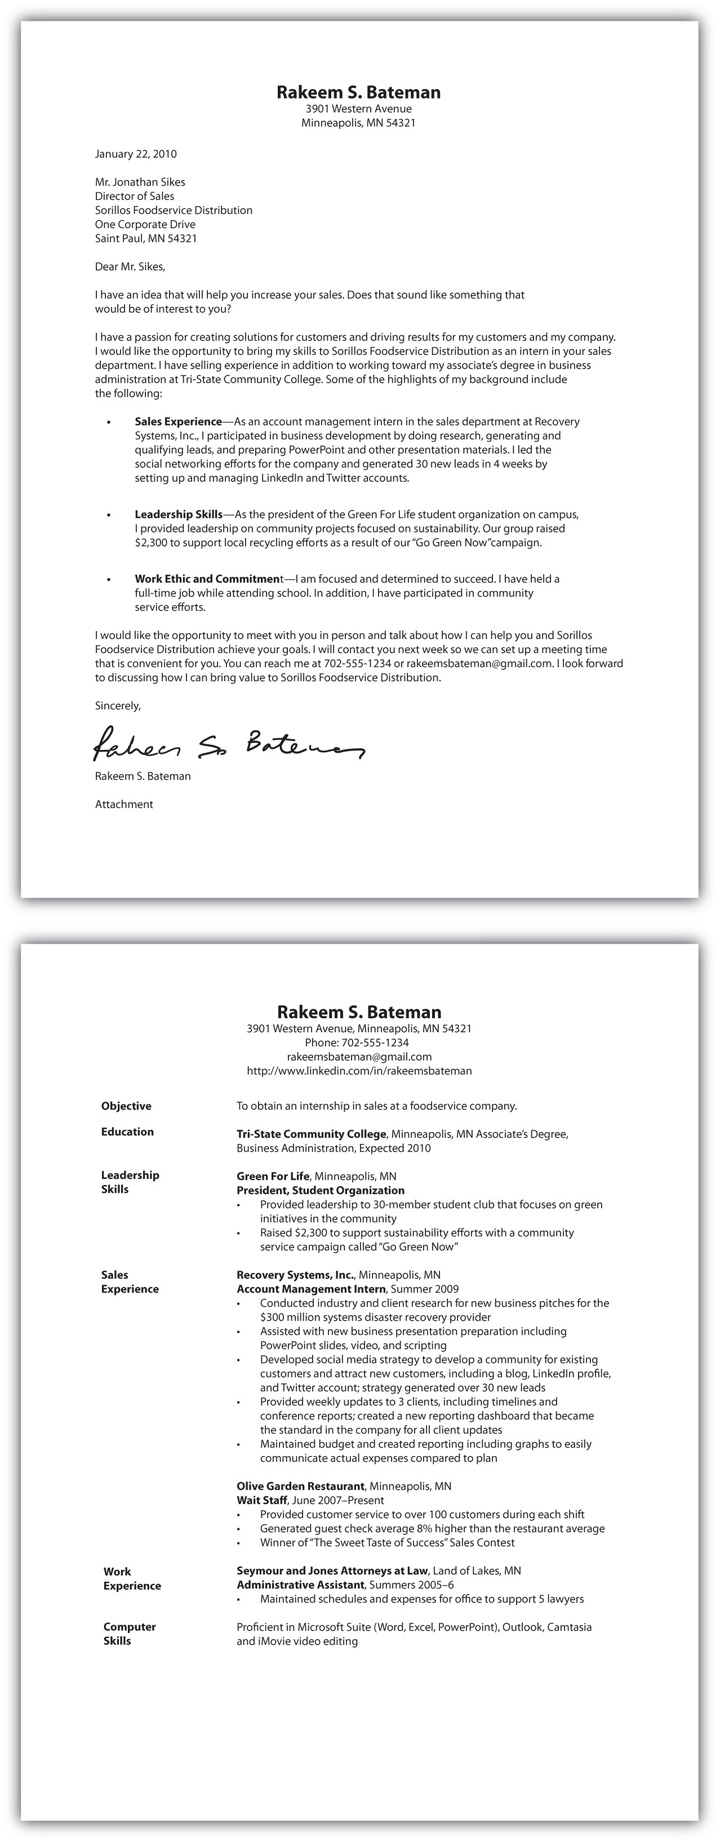 Rakeem S. Bateman
3901 Western Avenue
Minneapolis, MN 54321
January 22, 2010
Mr. Jonathan Sikes
Director of Sales
Sorillos Foodservice Distribution
One Corporate Drive
Saint Paul, MN 54321
Dear Mr. Sikes,
I have an idea that will help you increase your sales. Does that sound like something that
would be of interest to you?
I have a passion for creating solutions for customers and driving results for my customers and my company.
I would like the opportunity to bring my skills to Sorillos Foodservice Distribution as an intern in your sales
department. I have selling experience in addition to working toward my associate's degree in business
administration at Tri-State Community College. Some of the highlights of my background include
the following:
• Sales Experience—As an account management intern in the sales department at Recovery
Systems, Inc., I participated in business development by doing research, generating and
qualifying leads, and preparing PowerPoint and other presentation materials. I led the
social networking efforts for the company and generated 30 new leads in 4 weeks by
setting up and managing LinkedIn and Twitter accounts.
• Leadership Skills—As the president of the Green For Life student organization on campus,
I provided leadership on community projects focused on sustainability. Our group raised
$2,300 to support local recycling efforts as a result of our "Go Green Now"campaign.
• Work Ethic and Commitment—I am focused and determined to succeed. I have held a
full-time job while attending school. In addition, I have participated in community
service efforts.
I would like the opportunity to meet with you in person and talk about how I can help you and Sorillos
Foodservice Distribution achieve your goals. I will contact you next week so we can set up a meeting time
that is convenient for you. You can reach me at 702-555-1234 or rakeemsbateman@gmail.com. I look forward
to discussing how I can bring value to Sorillos Foodservice Distribution.
Sincerely,
Rakeem S. Bateman
Rakeem S. Bateman
Attachment
Rakeem S. Bateman
3901 Western Avenue, Minneapolis, MN 54321
Phone: 702-555-1234
rakeemsbateman@gmail.com
http://www.linkedin.com/in/rakeemsbateman
Objective To obtain an internship in sales at a foodservice company.
Education Tri-State Community College, Minneapolis, MN Associate's Degree,
Business Administration, Expected 2010
Leadership Green For Life, Minneapolis, MN
Skills President, Student Organization
• Provided leadership to 30-member student club that focuses on green
initiatives in the community
• Raised $2,300 to support sustainability efforts with a community
service campaign called "Go Green Now"
Sales Recovery Systems, Inc., Minneapolis, MN
Experience Account Management Intern, Summer 2009
• Conducted industry and client research for new business pitches for the
$300 million systems disaster recovery provider
• Assisted with new business presentation preparation including
PowerPoint slides, video, and scripting
• Developed social media strategy to develop a community for existing
customers and attract new customers, including a blog, LinkedIn profile,
and Twitter account; strategy generated over 30 new leads
• Provided weekly updates to 3 clients, including timelines and
conference reports; created a new reporting dashboard that became
the standard in the company for all client updates
• Maintained budget and created reporting including graphs to easily
communicate actual expenses compared to plan
Olive Garden Restaurant, Minneapolis, MN
Wait Staff, June 2007–Present
• Provided customer service to over 100 customers during each shift
• Generated guest check average 8% higher than the restaurant average
• Winner of "The Sweet Taste of Success" Sales Contest
Work Seymour and Jones Attorneys at Law, Land of Lakes, MN
Experience Administrative Assistant, Summers 2005–6
• Maintained schedules and expenses for office to support 5 lawyers
Computer Proficient in Microsoft Suite (Word, Excel, PowerPoint), Outlook, Camtasia
Skills and iMovie video editing